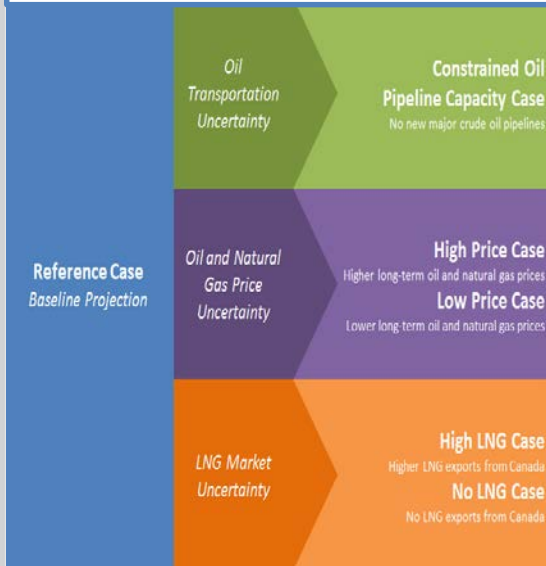 Reference Case
Baseline Projection
Oil
Transportation
Uncertainty
Constrained Oil
Pipeline Capacity Case
No new major crude oil pipelines
Oil and Natural
Gas Price
Uncertainty
High Price Case
Higher long-term oil and natural gas prices
Low Price Case
Lower long-term oil and natural gas prices
LNG Market
Uncertainty
High LNG Case
Higher LNG exports from Canada
No LNG Case
No LNG exports from Canada